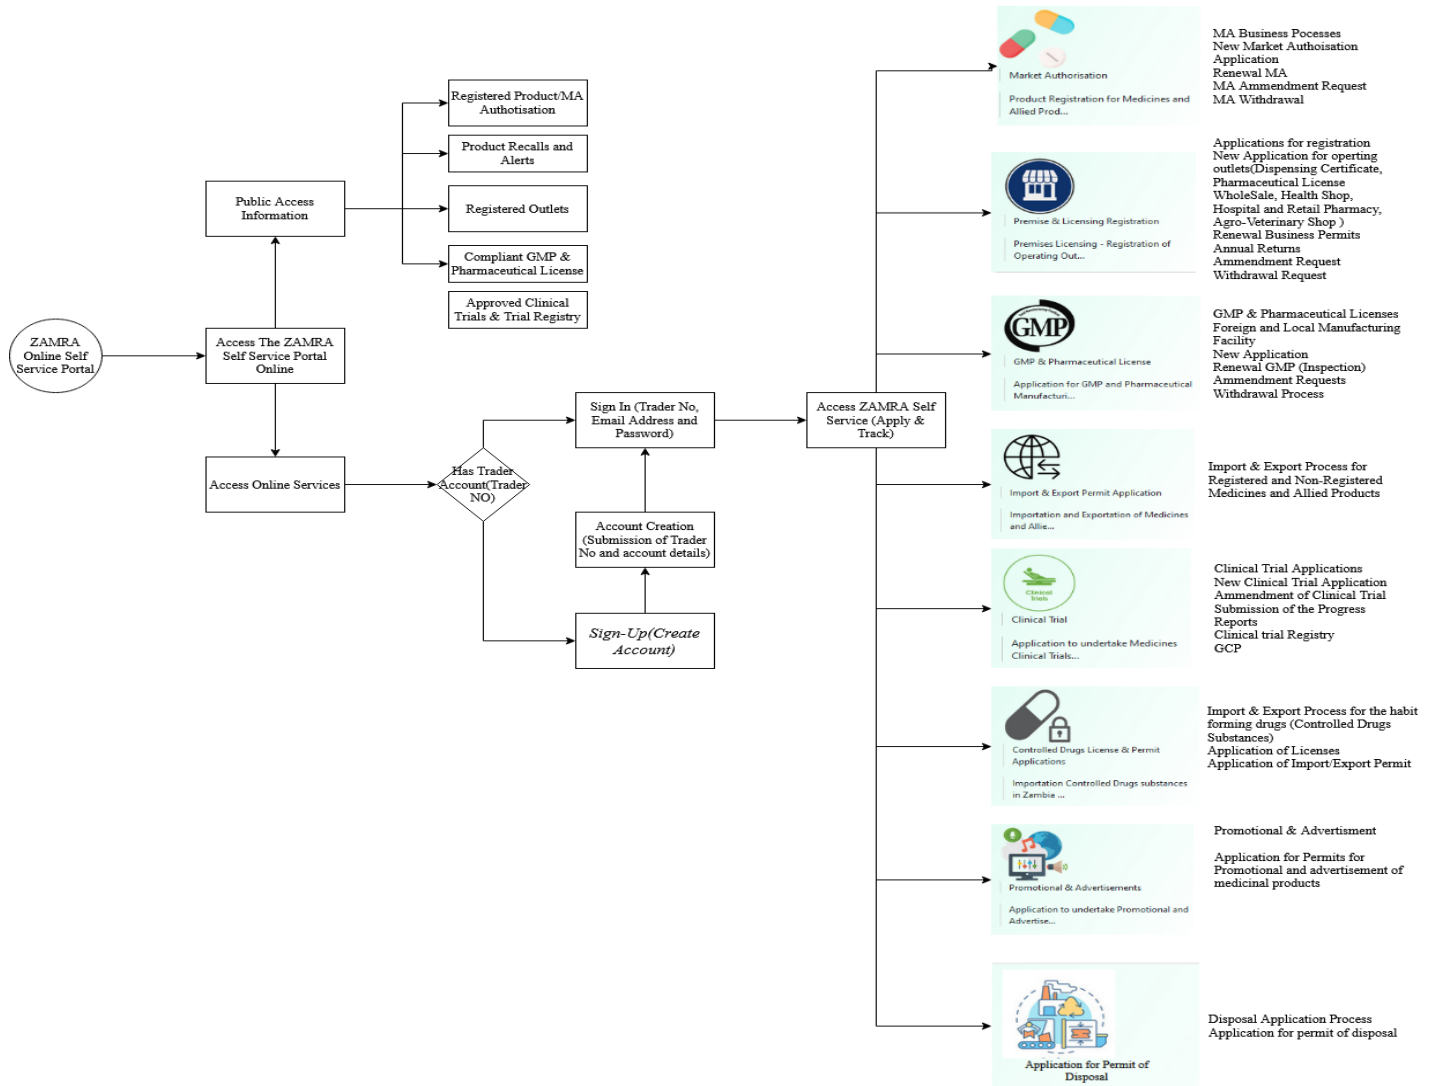 ZAMRA
Online Self
Service Portal
Access The ZAMRA
Self Service Portal
Online
Public Access
Information
Registered Product/MA
Authotisation
Product Recalls and
Alerts
Registered Outlets
Compliant GMP &
Pharmaceutical License
Approved Clinical
Trials & Trial Registry
Access Online Services
Has Trader
Account(Trader
NO)
Sign In (Trader No,
Email Address and
Password)
Account Creation
(Submission of Trader
No and account details)
Sign-Up(Create
Account)
Access ZAMRA Self
Service (Apply &
Track)
Market Authorisation
Product Registration for Medicines and
Allied Prod...
MA Business Pocesses
New Market Authoisation
Application
Renewal MA
MA Ammendment Request
MA Withdrawal
Premise & Licensing Registration
Premises Licensing - Registration of
Operating Out...
Applications for registration
New Application for operting
outlets(Dispensing Certificate,
Pharmaceutical License
WholeSale, Health Shop,
Hospital and Retail Pharmacy,
Agro-Veterinary Shop )
Renewal Business Permits
Annual Returns
Ammendment Request
Withdrawal Request
GMP
GMP & Pharmaceutical License
Application for GMP and Pharmaceutical
Manufacturi...
GMP & Pharmaceutical Licenses
Foreign and Local Manufacturing
Facility
New Application
Renewal GMP (Inspection)
Ammendment Requests
Withdrawal Process
Import & Export Permit Application
Importation and Exportation of Medicines
and Allie...
Import & Export Process for
Registered and Non-Registered
Medicines and Allied Products
Clinical
Trials
Clinical Trial
Application to undertake Medicines
Clinical Trials...
Clinical Trial Applications
New Clinical Trial Application
Ammendment of Clinical Trial
Submission of the Progress
Reports
Clinical trial Registry
GCP
Controlled Drugs License & Permit
Applications
Importation Controlled Drugs substances
in Zambia ...
Import & Export Process for the habit
forming drugs (Controlled Drugs
Substances)
Application of Licenses
Application of Import/Export Permit
Promotional & Advertisements
Application to undertake Promotional and
Advertise...
Promotional & Advertisment
Application for Permits for
Promotional and advertisement of
medicinal products
Application for Permit of
Disposal
Disposal Application Process
Application for permit of disposal